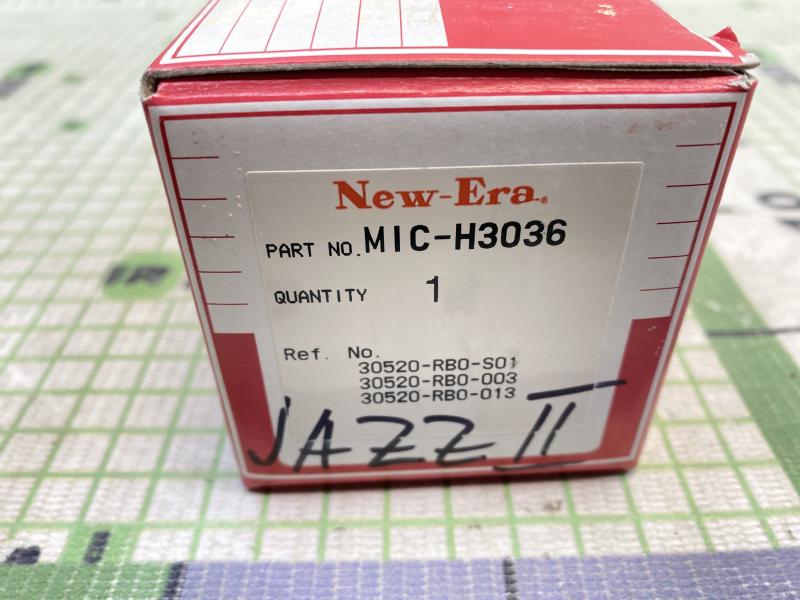 New-Era®
PART NO. MIC-H3036
QUANTITY 1
Ref. No.
30520-RB0-S01
30520-RB0-003
30520-RB0-013
JAZZ II